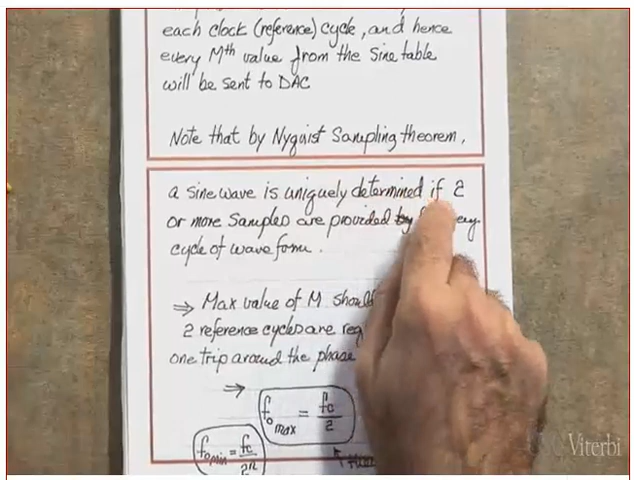 each clock (reference) cycle, and hence
every Mth value from the sine table
will be sent to DAC
Note that by Nyquist Sampling theorem,
a sine wave is uniquely determined if 2
or more samples are provided
cycle of wave form.
⇒ Max value of M
2 reference cycles are
one trip around the phase
⇒ fo max = fc/2
fo min = fc/2^n
USC Viterbi